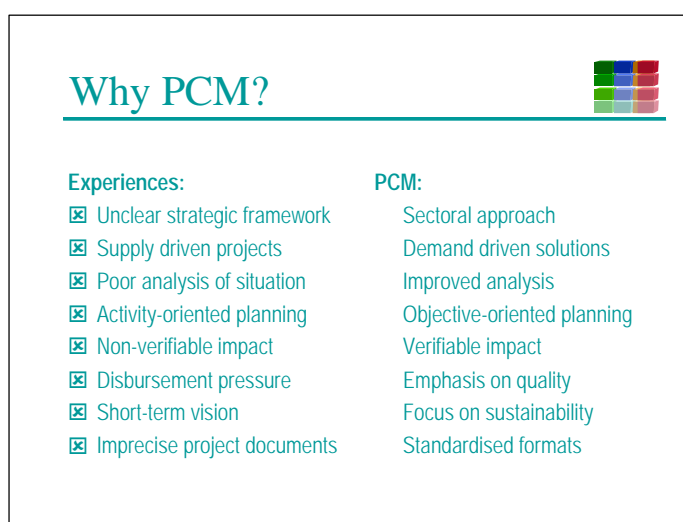 Why PCM?
Experiences:
Unclear strategic framework
Supply driven projects
Poor analysis of situation
Activity-oriented planning
Non-verifiable impact
Disbursement pressure
Short-term vision
Imprecise project documents
PCM:
Sectoral approach
Demand driven solutions
Improved analysis
Objective-oriented planning
Verifiable impact
Emphasis on quality
Focus on sustainability
Standardised formats